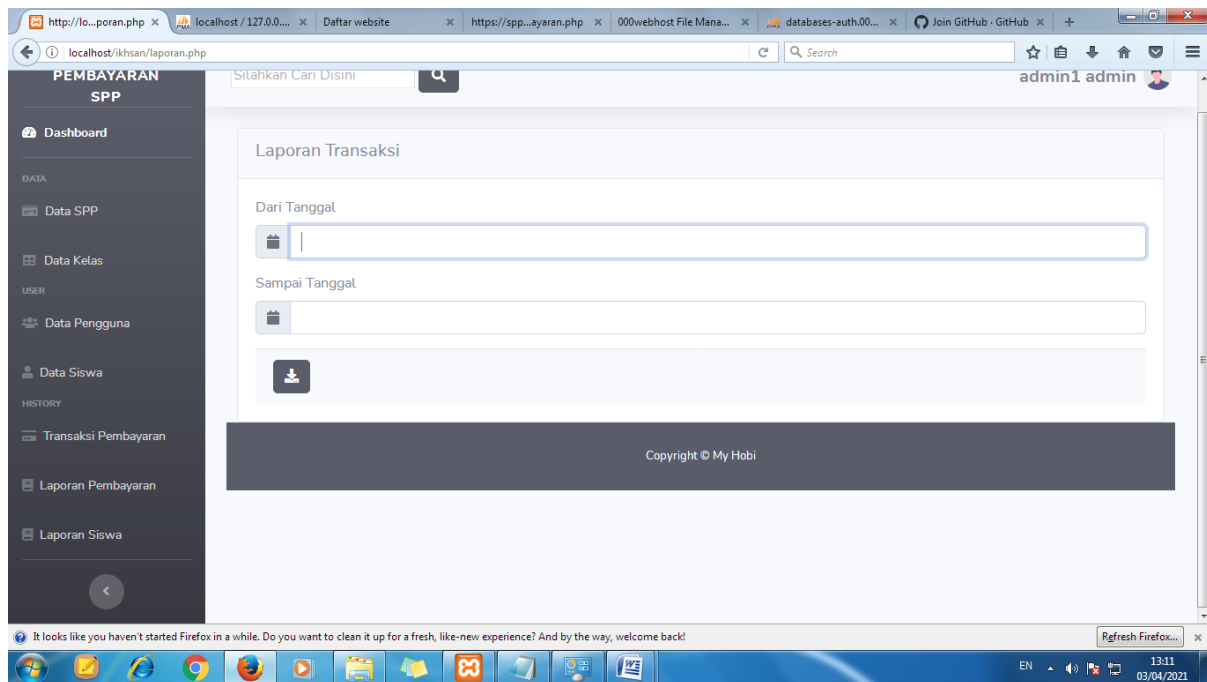 http://lo...poran.php
localhost / 127.0.0....
Daftar website
https://spp...ayaran.php
000webhost File Mana...
databases-auth.00...
Join GitHub · GitHub
localhost/ikhsan/laporan.php
Search
PEMBAYARAN
SPP
Silahkan Cari Disini
admin1 admin
Dashboard
DATA
Data SPP
Data Kelas
USER
Data Pengguna
Data Siswa
HISTORY
Transaksi Pembayaran
Laporan Pembayaran
Laporan Siswa
Laporan Transaksi
Dari Tanggal
Sampai Tanggal
Copyright © My Hobi
It looks like you haven't started Firefox in a while. Do you want to clean it up for a fresh, like-new experience? And by the way, welcome back!
Refresh Firefox...
EN
13:11
03/04/2021